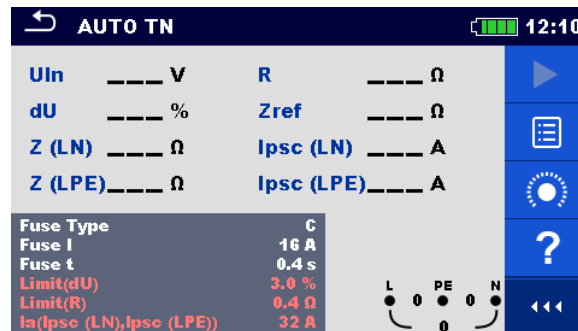 AUTO TN 12:10
Uln ___ V R ___ Ω
dU ___ % Zref ___ Ω
Z (LN) ___ Ω Ipsc (LN) ___ A
Z (LPE)___ Ω Ipsc (LPE)___ A
?
Fuse Type C
Fuse I 16 A
Fuse t 0.4 s
Limit(dU) 3.0 %
Limit(R) 0.4 Ω
Ia(Ipsc (LN),Ipsc (LPE)) 32 A
L PE N
0 0
0